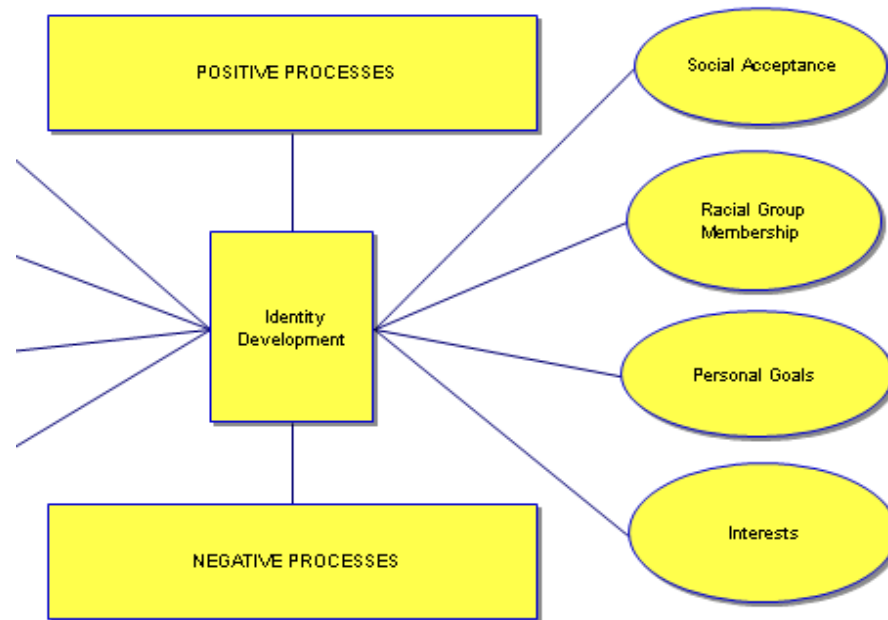 POSITIVE PROCESSES
Social Acceptance
Racial Group
Membership
Identity
Development
Personal Goals
Interests
NEGATIVE PROCESSES